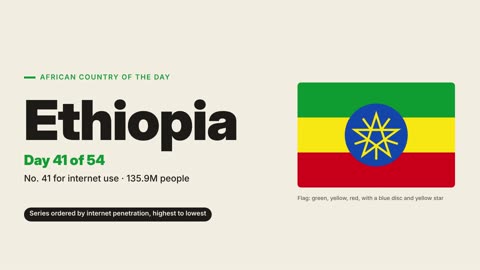 AFRICAN COUNTRY OF THE DAY
Ethiopia
Day 41 of 54
No. 41 for internet use · 135.9M people
Series ordered by internet penetration, highest to lowest
Flag: green, yellow, red, with a blue disc and yellow star